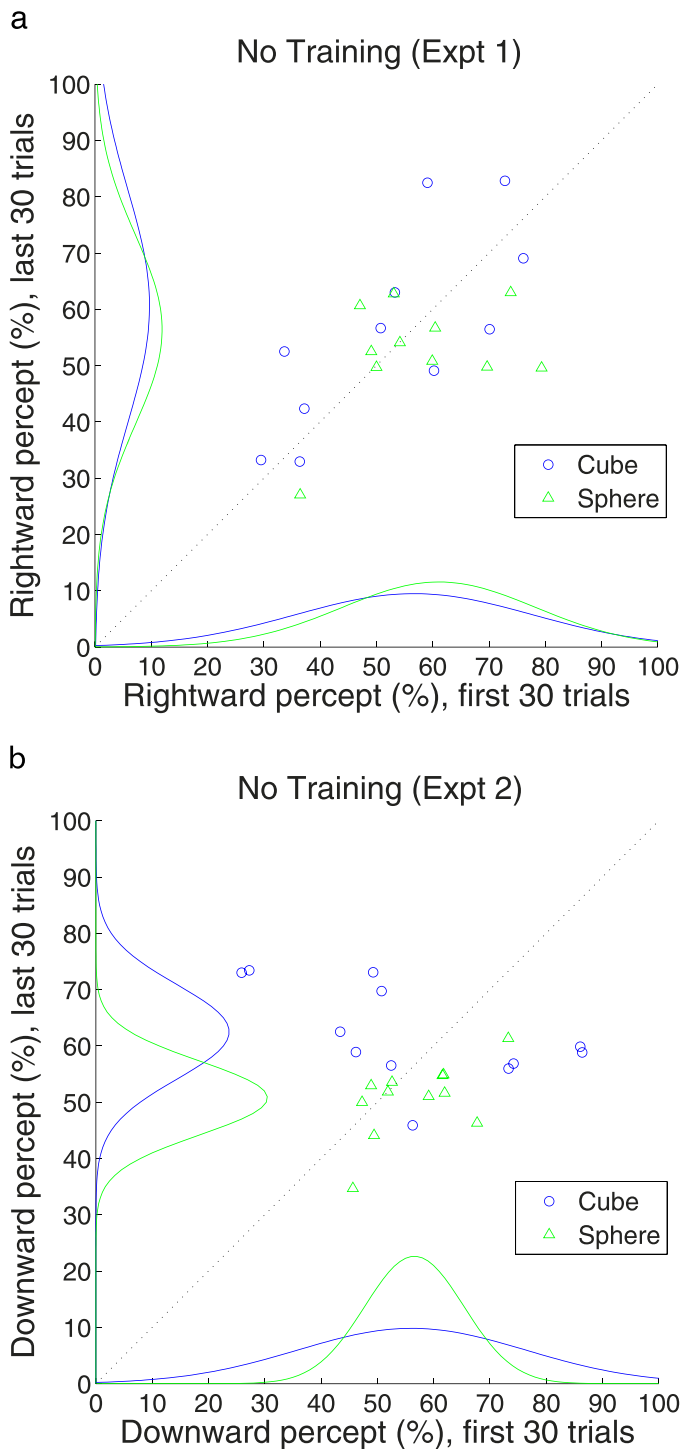 a
No Training (Expt 1)
100
90
80
70
60
50
40
30
20
10
0
Rightward percept (%), last 30 trials
Cube
Sphere
0 10 20 30 40 50 60 70 80 90 100
Rightward percept (%), first 30 trials
b
No Training (Expt 2)
100
90
80
70
60
50
40
30
20
10
0
Downward percept (%), last 30 trials
Cube
Sphere
0 10 20 30 40 50 60 70 80 90 100
Downward percept (%), first 30 trials